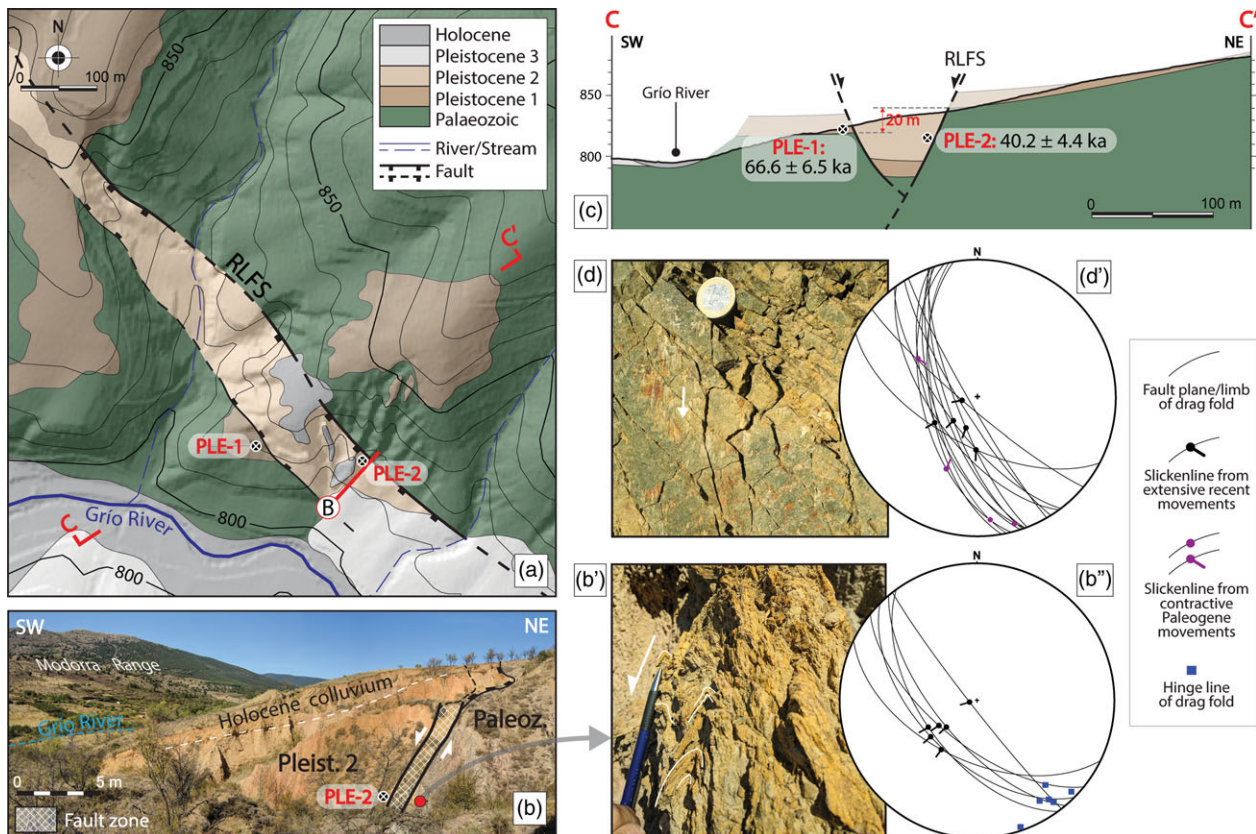 N
0
100 m
850
850
800
800
Holocene
Pleistocene 3
Pleistocene 2
Pleistocene 1
Palaeozoic
River/Stream
Fault
RLFS
C'
C
PLE-1
PLE-2
B
Grío River
(a)
C
C'
SW
NE
RLFS
850
800
Grío River
20 m
PLE-1:
66.6 ± 6.5 ka
PLE-2: 40.2 ± 4.4 ka
0
100 m
(c)
(d)
N
(d')
SW
NE
Modorra Range
Grío River
Holocene colluvium
Pleist. 2
Paleoz.
PLE-2
0
5 m
Fault zone
(b)
(b')
N
(b'')
Fault plane/limb
of drag fold
Slickenline from
extensive recent
movements
Slickenline from
contractive
Paleogene
movements
Hinge line
of drag fold